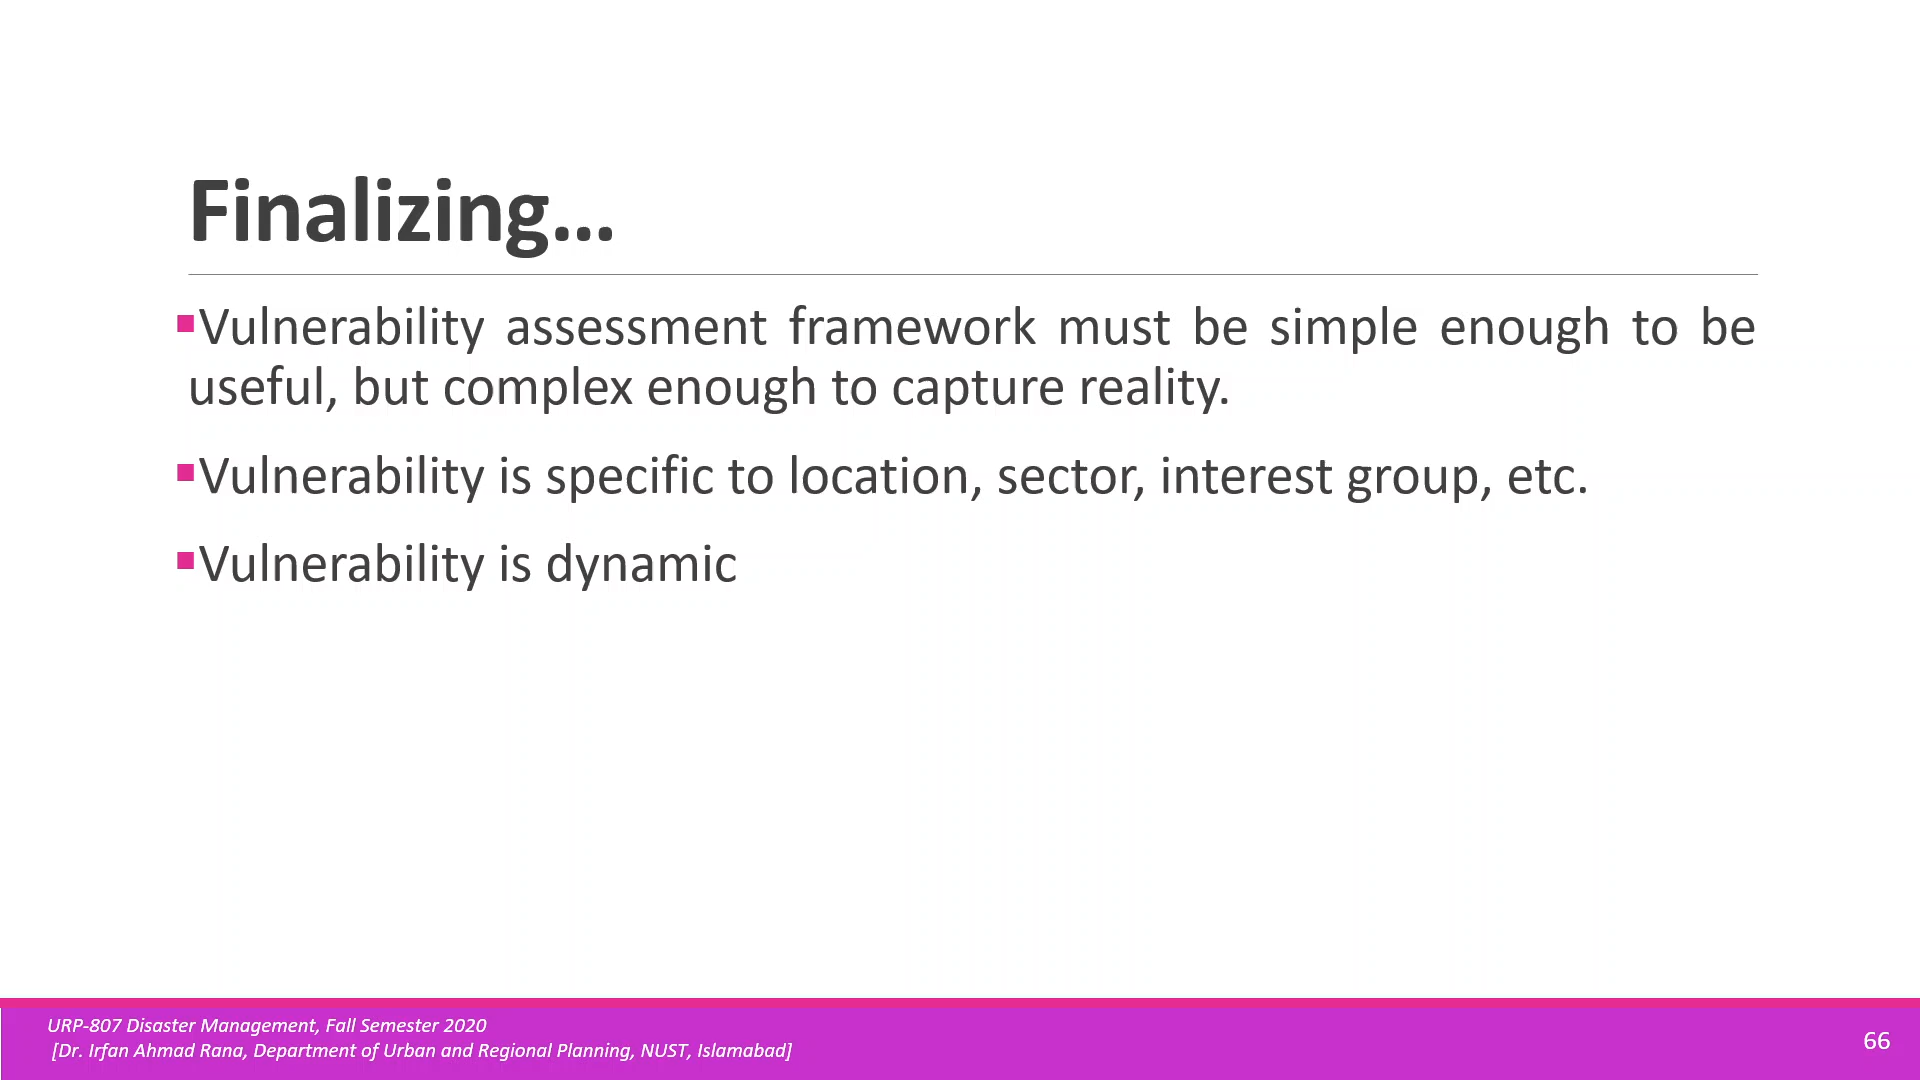 Finalizing...
▪Vulnerability assessment framework must be simple enough to be
useful, but complex enough to capture reality.
▪Vulnerability is specific to location, sector, interest group, etc.
▪Vulnerability is dynamic
URP-807 Disaster Management, Fall Semester 2020
[Dr. Irfan Ahmad Rana, Department of Urban and Regional Planning, NUST, Islamabad]
66